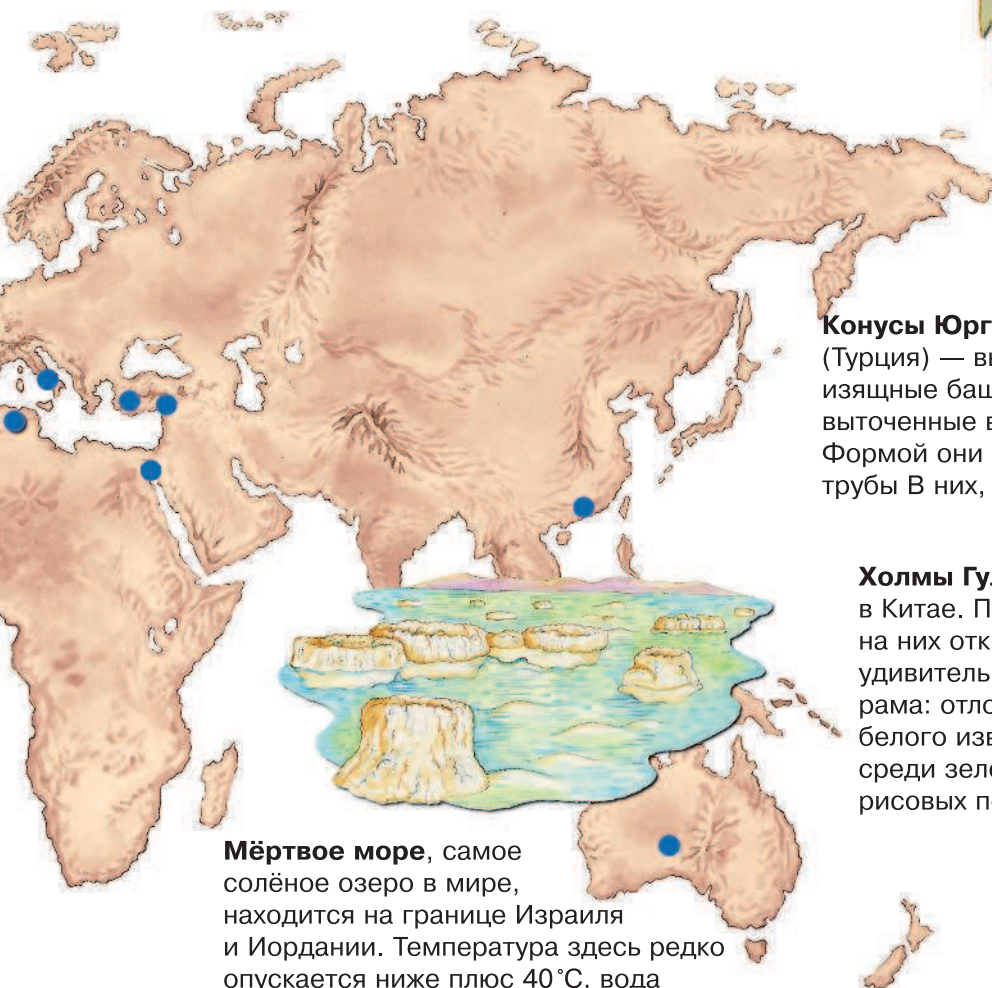 Конусы Юрг
(Турция) — вы
изящные баш
выточенные в
Формой они
трубы В них,
Холмы Гул
в Китае. П
на них отк
удивитель
рама: отло
белого изв
среди зеле
рисовых по
Мёртвое море, самое
солёное озеро в мире,
находится на границе Израиля
и Иордании. Температура здесь редко
опускается ниже плюс 40 °C, вода